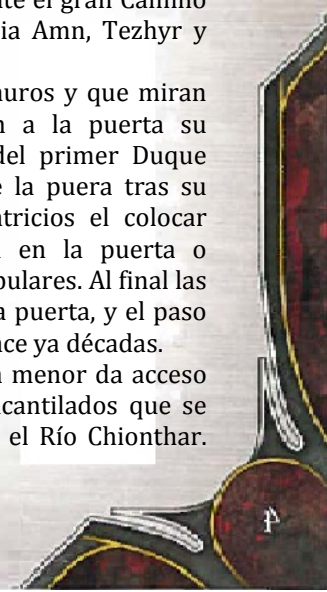 te el gran Camino
ia Amn, Tezhyr y
uros y que miran
a la puerta su
del primer Duque
la puera tras su
tricios el colocar
en la puerta o
pulares. Al final las
a puerta, y el paso
ace ya décadas.
menor da acceso
cantilados que se
el Río Chionthar.